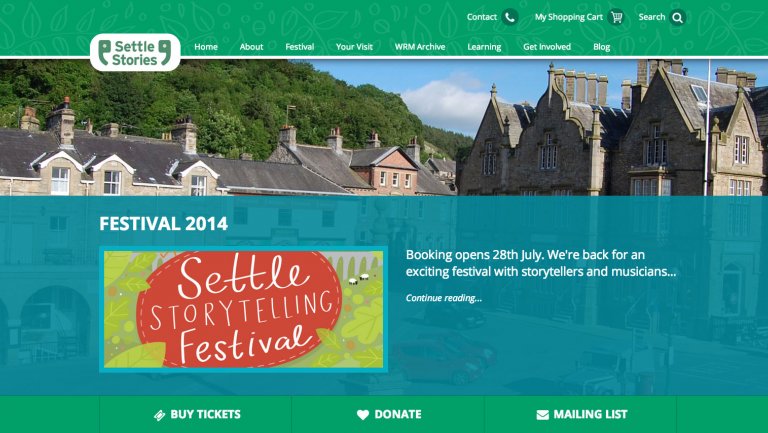 Contact My Shopping Cart Search
Settle
Stories
Home About Festival Your Visit WRM Archive Learning Get Involved Blog
FESTIVAL 2014
Settle
STORYTELLING
Festival
Booking opens 28th July. We're back for an
exciting festival with storytellers and musicians...
Continue reading...
BUY TICKETS DONATE MAILING LIST